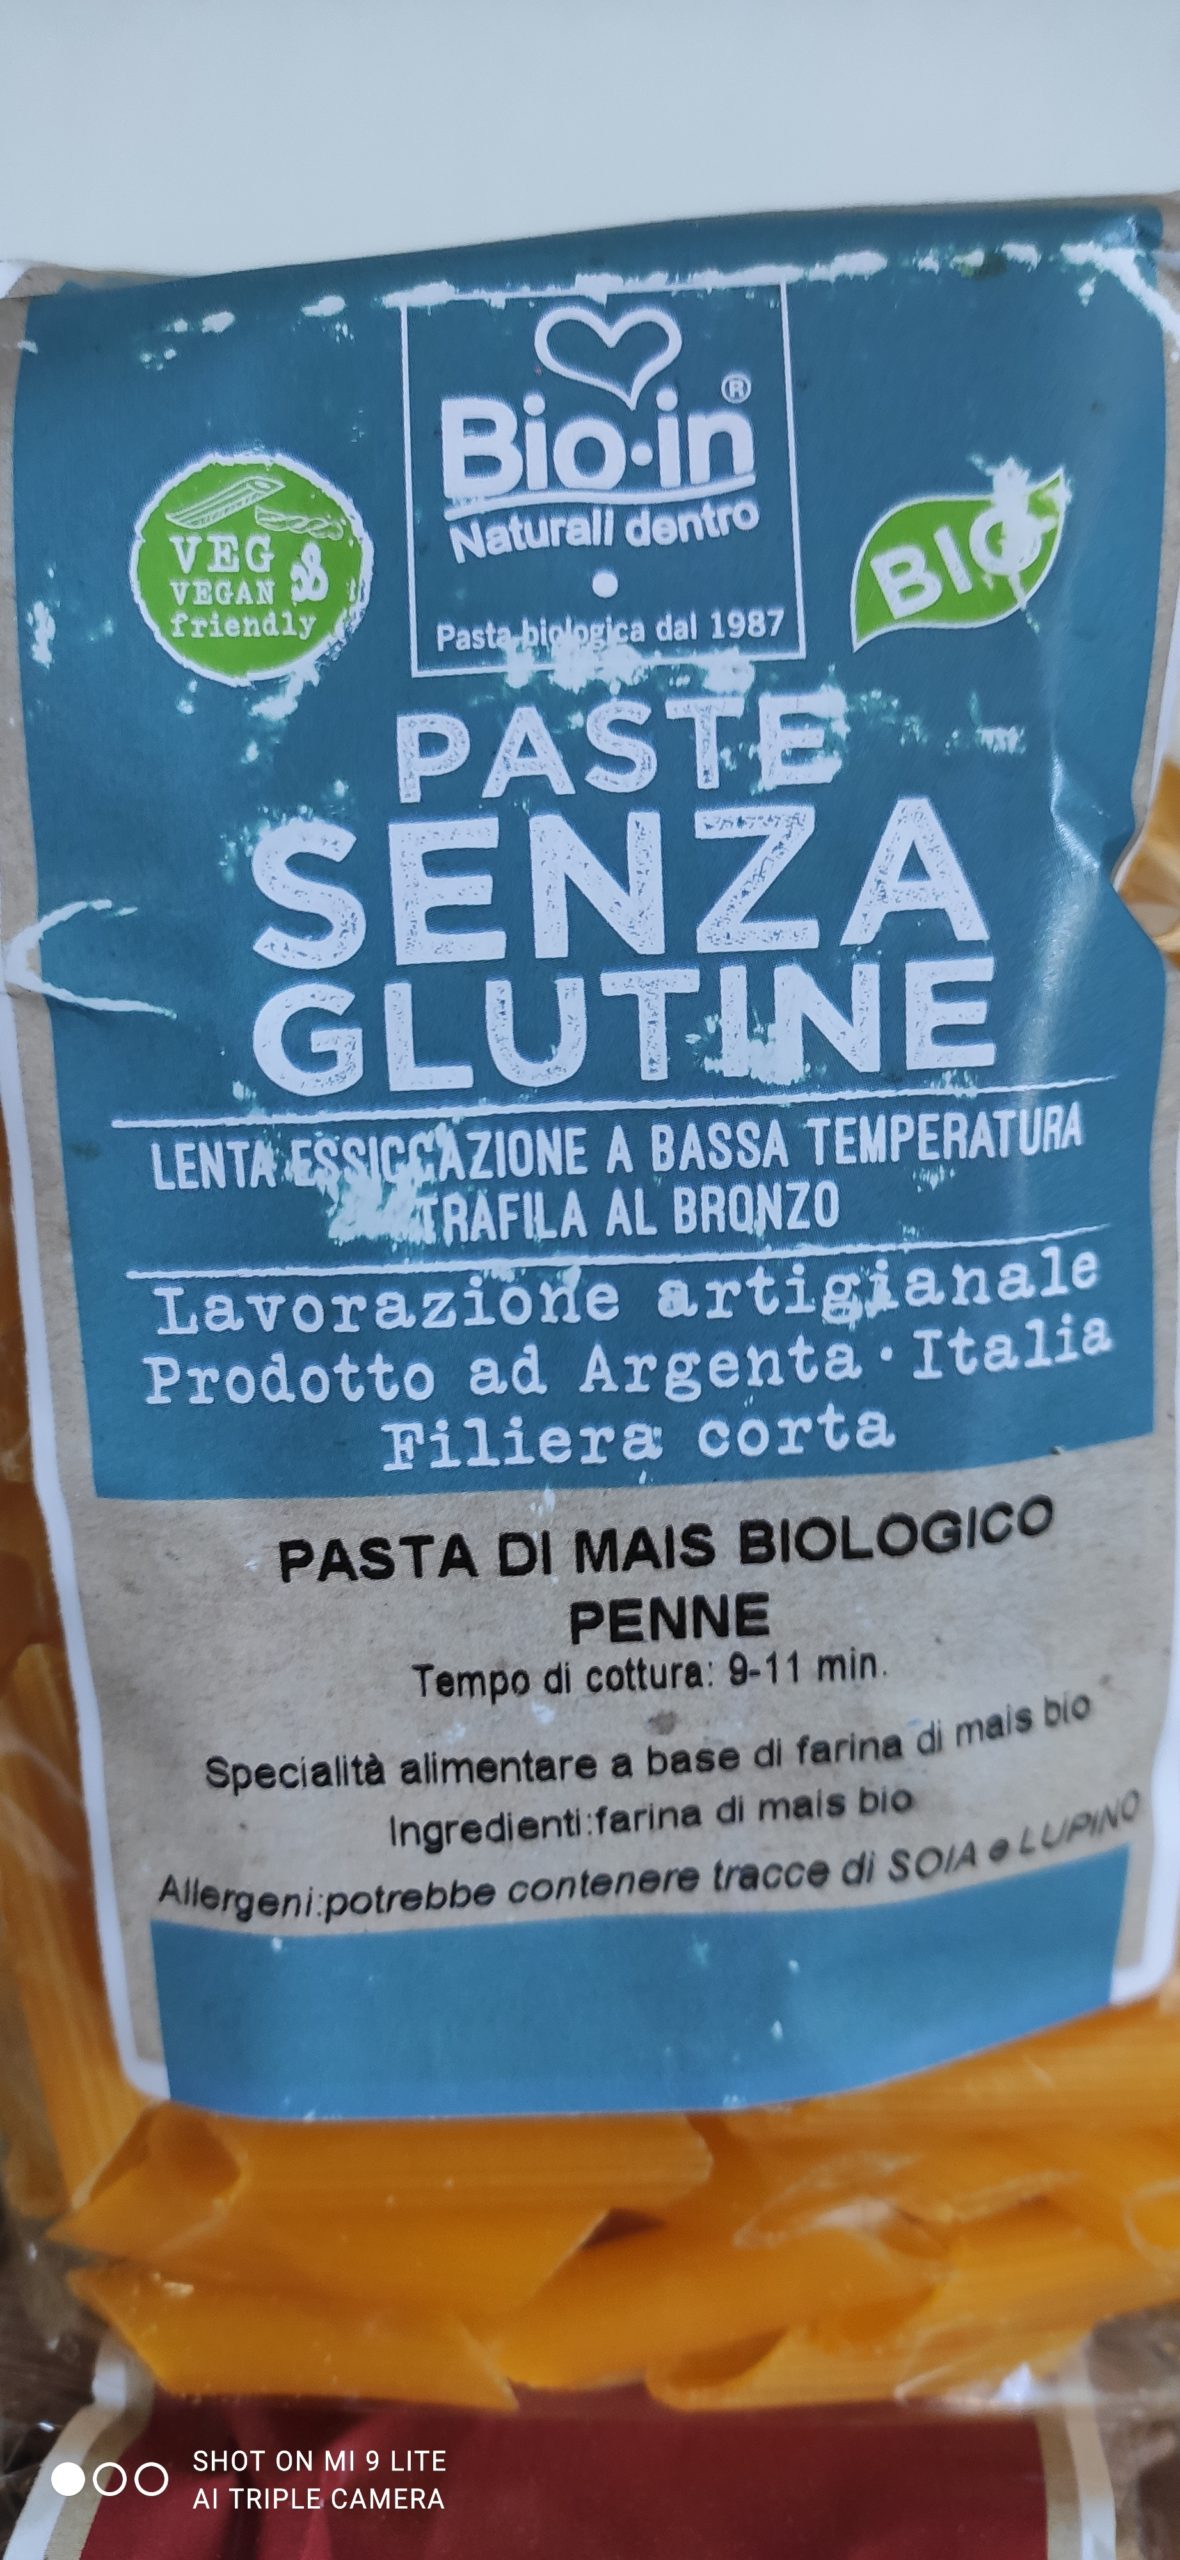 Bio·in®
Naturali dentro
Pasta biologica dal 1987
VEG
VEGAN
friendly
BIO
PASTE
SENZA
GLUTINE
LENTA ESSICCAZIONE A BASSA TEMPERATURA
TRAFILA AL BRONZO
Lavorazione artigianale
Prodotto ad Argenta · Italia
Filiera corta
PASTA DI MAIS BIOLOGICO
PENNE
Tempo di cottura: 9-11 min.
Specialità alimentare a base di farina di mais bio
Ingredienti:farina di mais bio
Allergeni:potrebbe contenere tracce di SOIA e LUPINO
SHOT ON MI 9 LITE
AI TRIPLE CAMERA